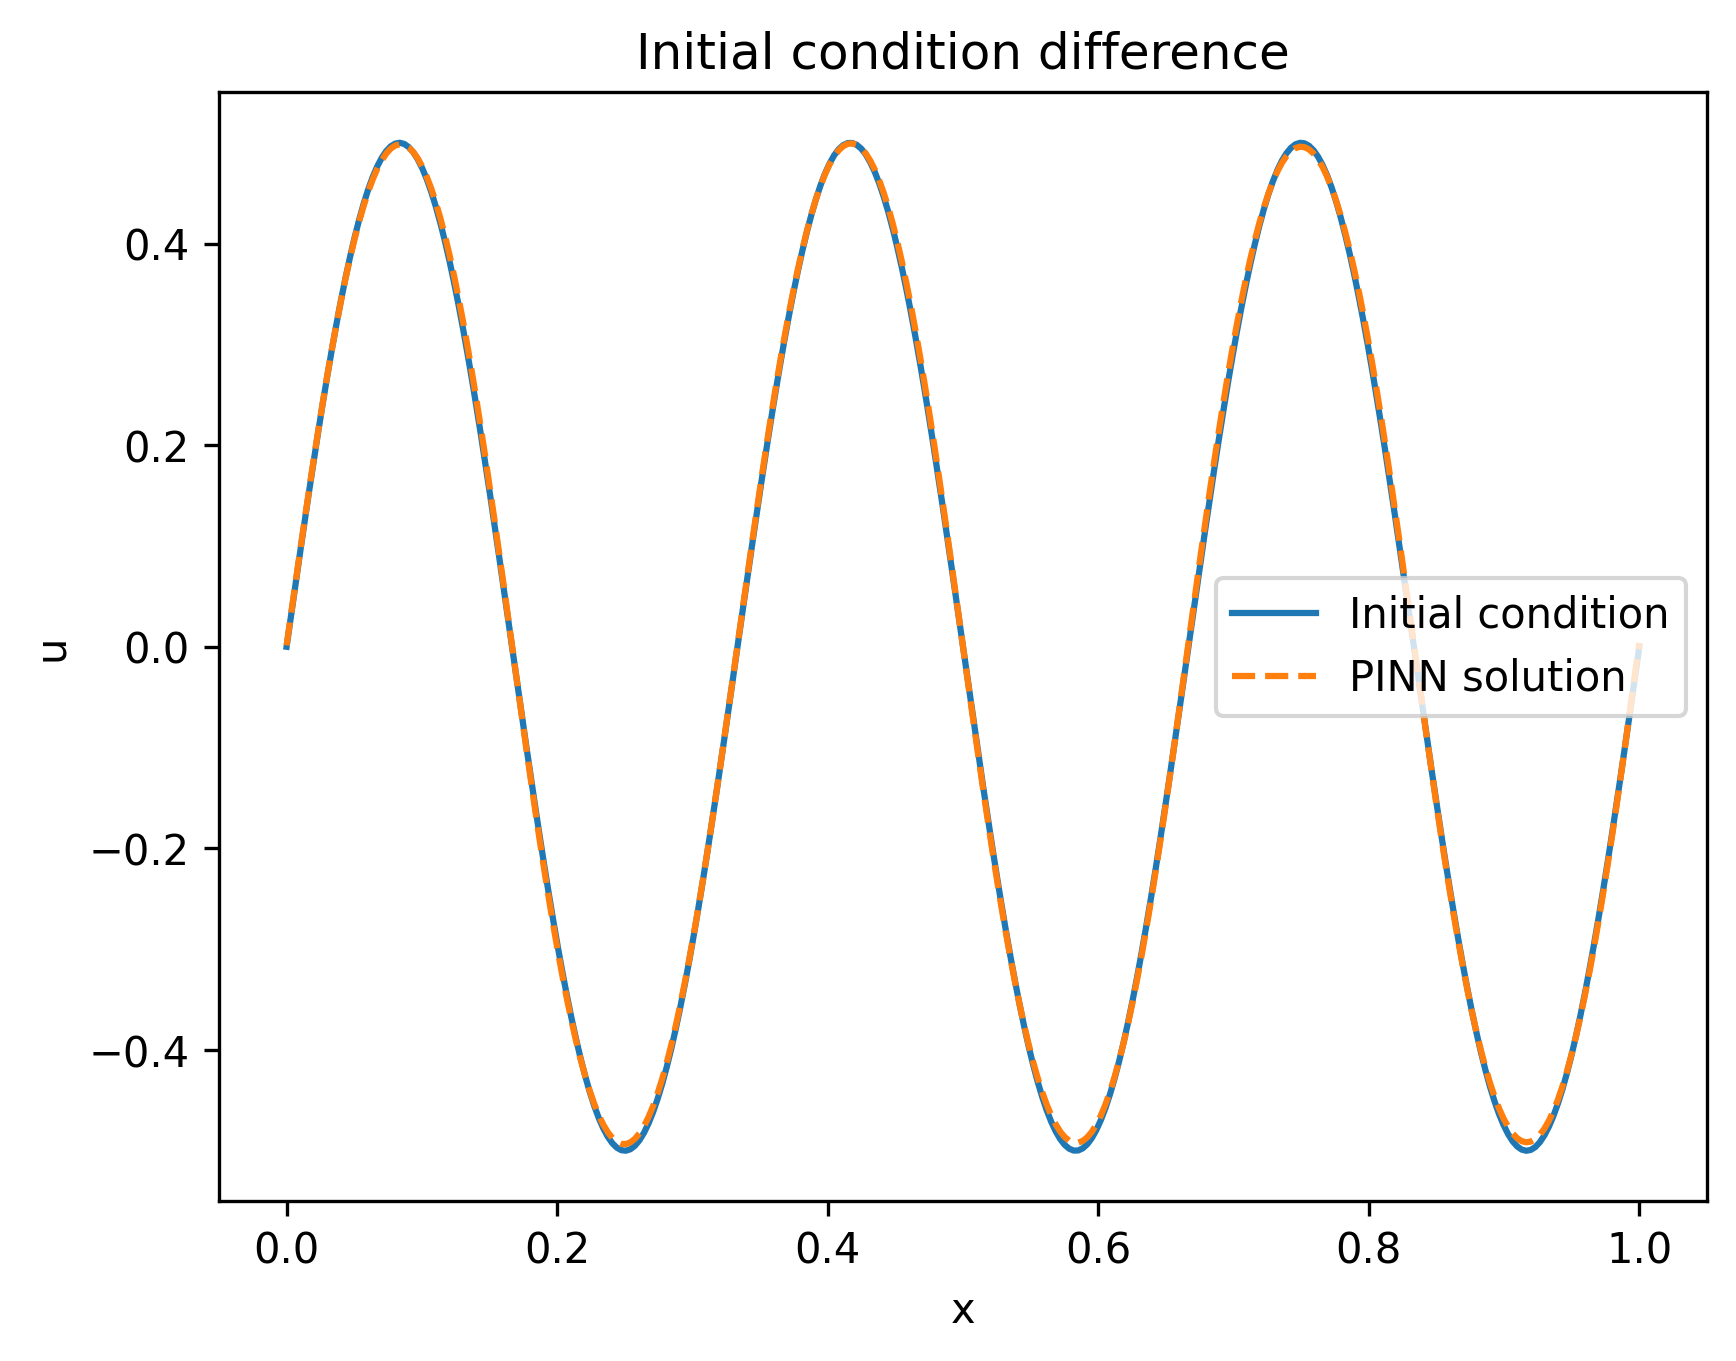 Initial condition difference
u
0.4
0.2
0.0
−0.2
−0.4
Initial condition
PINN solution
0.0 0.2 0.4 0.6 0.8 1.0
x